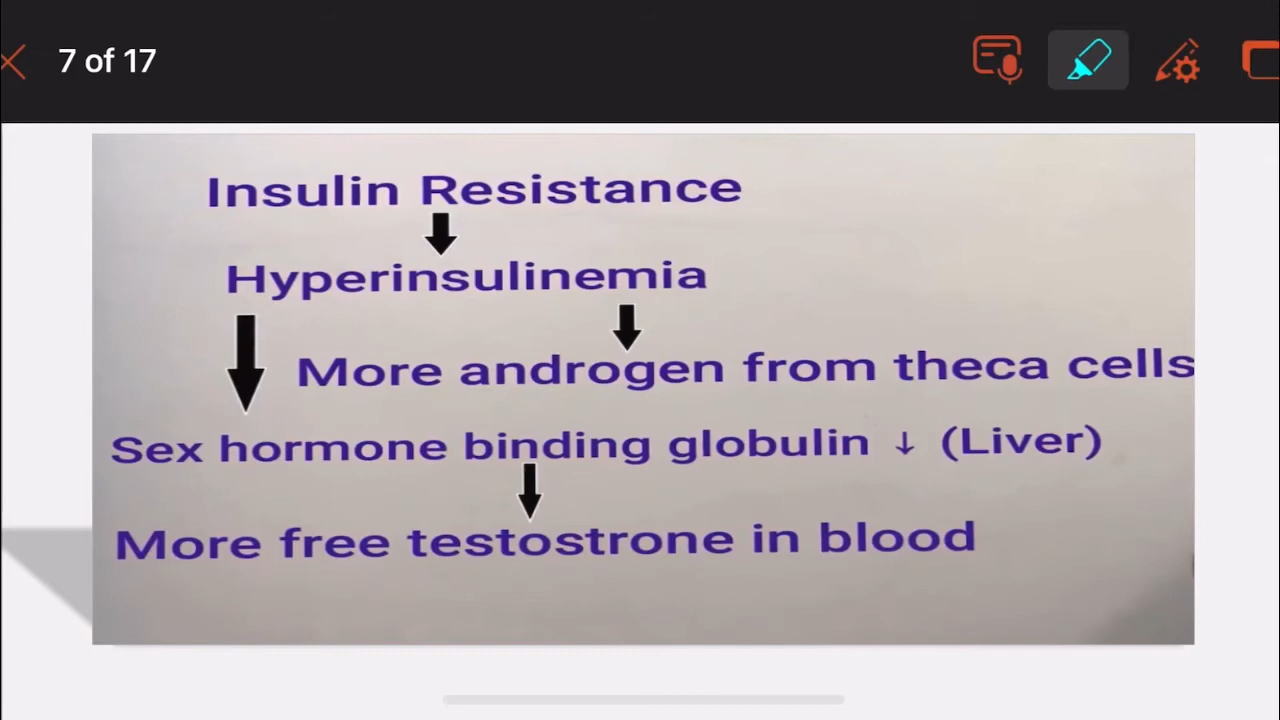 7 of 17
Insulin Resistance
Hyperinsulinemia
More androgen from theca cells
Sex hormone binding globulin ↓ (Liver)
More free testostrone in blood